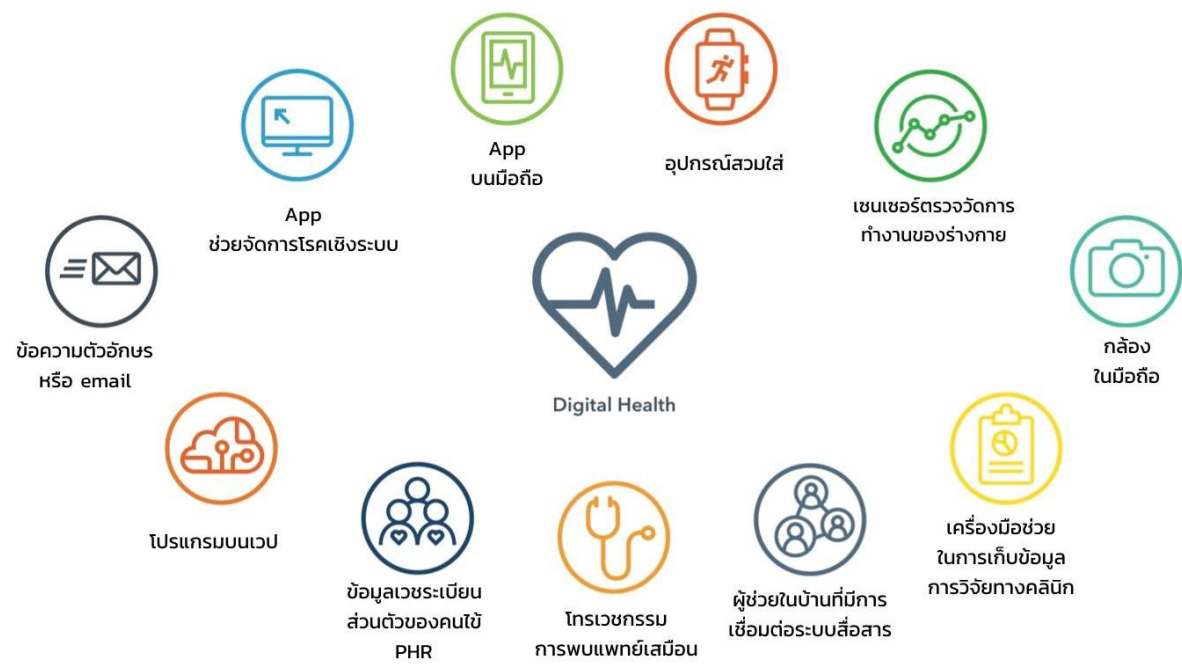 App
บนมือถือ
อุปกรณ์สวมใส่
App
ช่วยจัดการโรคเชิงระบบ
เซนเซอร์ตรวจวัดการ
ทำงานของร่างกาย
ข้อความตัวอักษร
หรือ email
กล้อง
ในมือถือ
Digital Health
โปรแกรมบนเวป
ข้อมูลเวชระเบียน
ส่วนตัวของคนไข้
PHR
โทรเวชกรรม
การพบแพทย์เสมือน
ผู้ช่วยในบ้านที่มีการ
เชื่อมต่อระบบสื่อสาร
เครื่องมือช่วย
ในการเก็บข้อมูล
การวิจัยทางคลินิก